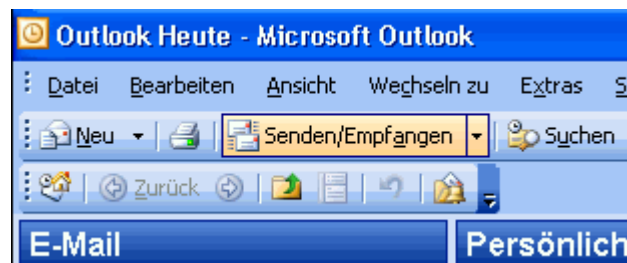 Outlook Heute - Microsoft Outlook
Datei Bearbeiten Ansicht Wechseln zu Extras S
Neu Senden/Empfangen Suchen
Zurück
E-Mail Persönlich